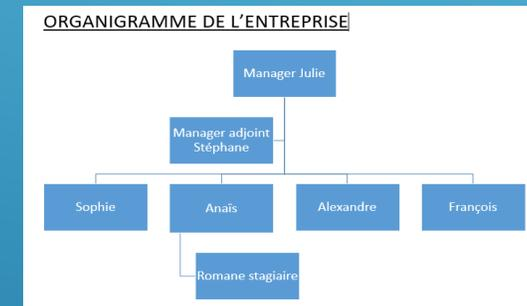 ORGANIGRAMME DE L’ENTREPRISE
Manager Julie
Manager adjoint
Stéphane
Sophie
Anaïs
Alexandre
François
Romane stagiaire